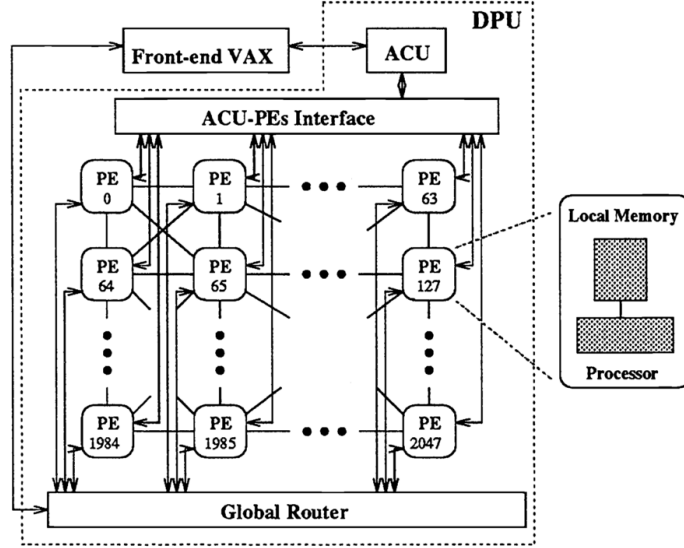 DPU
Front-end VAX
ACU
ACU-PEs Interface
PE
0
PE
1
PE
63
PE
64
PE
65
PE
127
PE
1984
PE
1985
PE
2047
Global Router
Local Memory
Processor